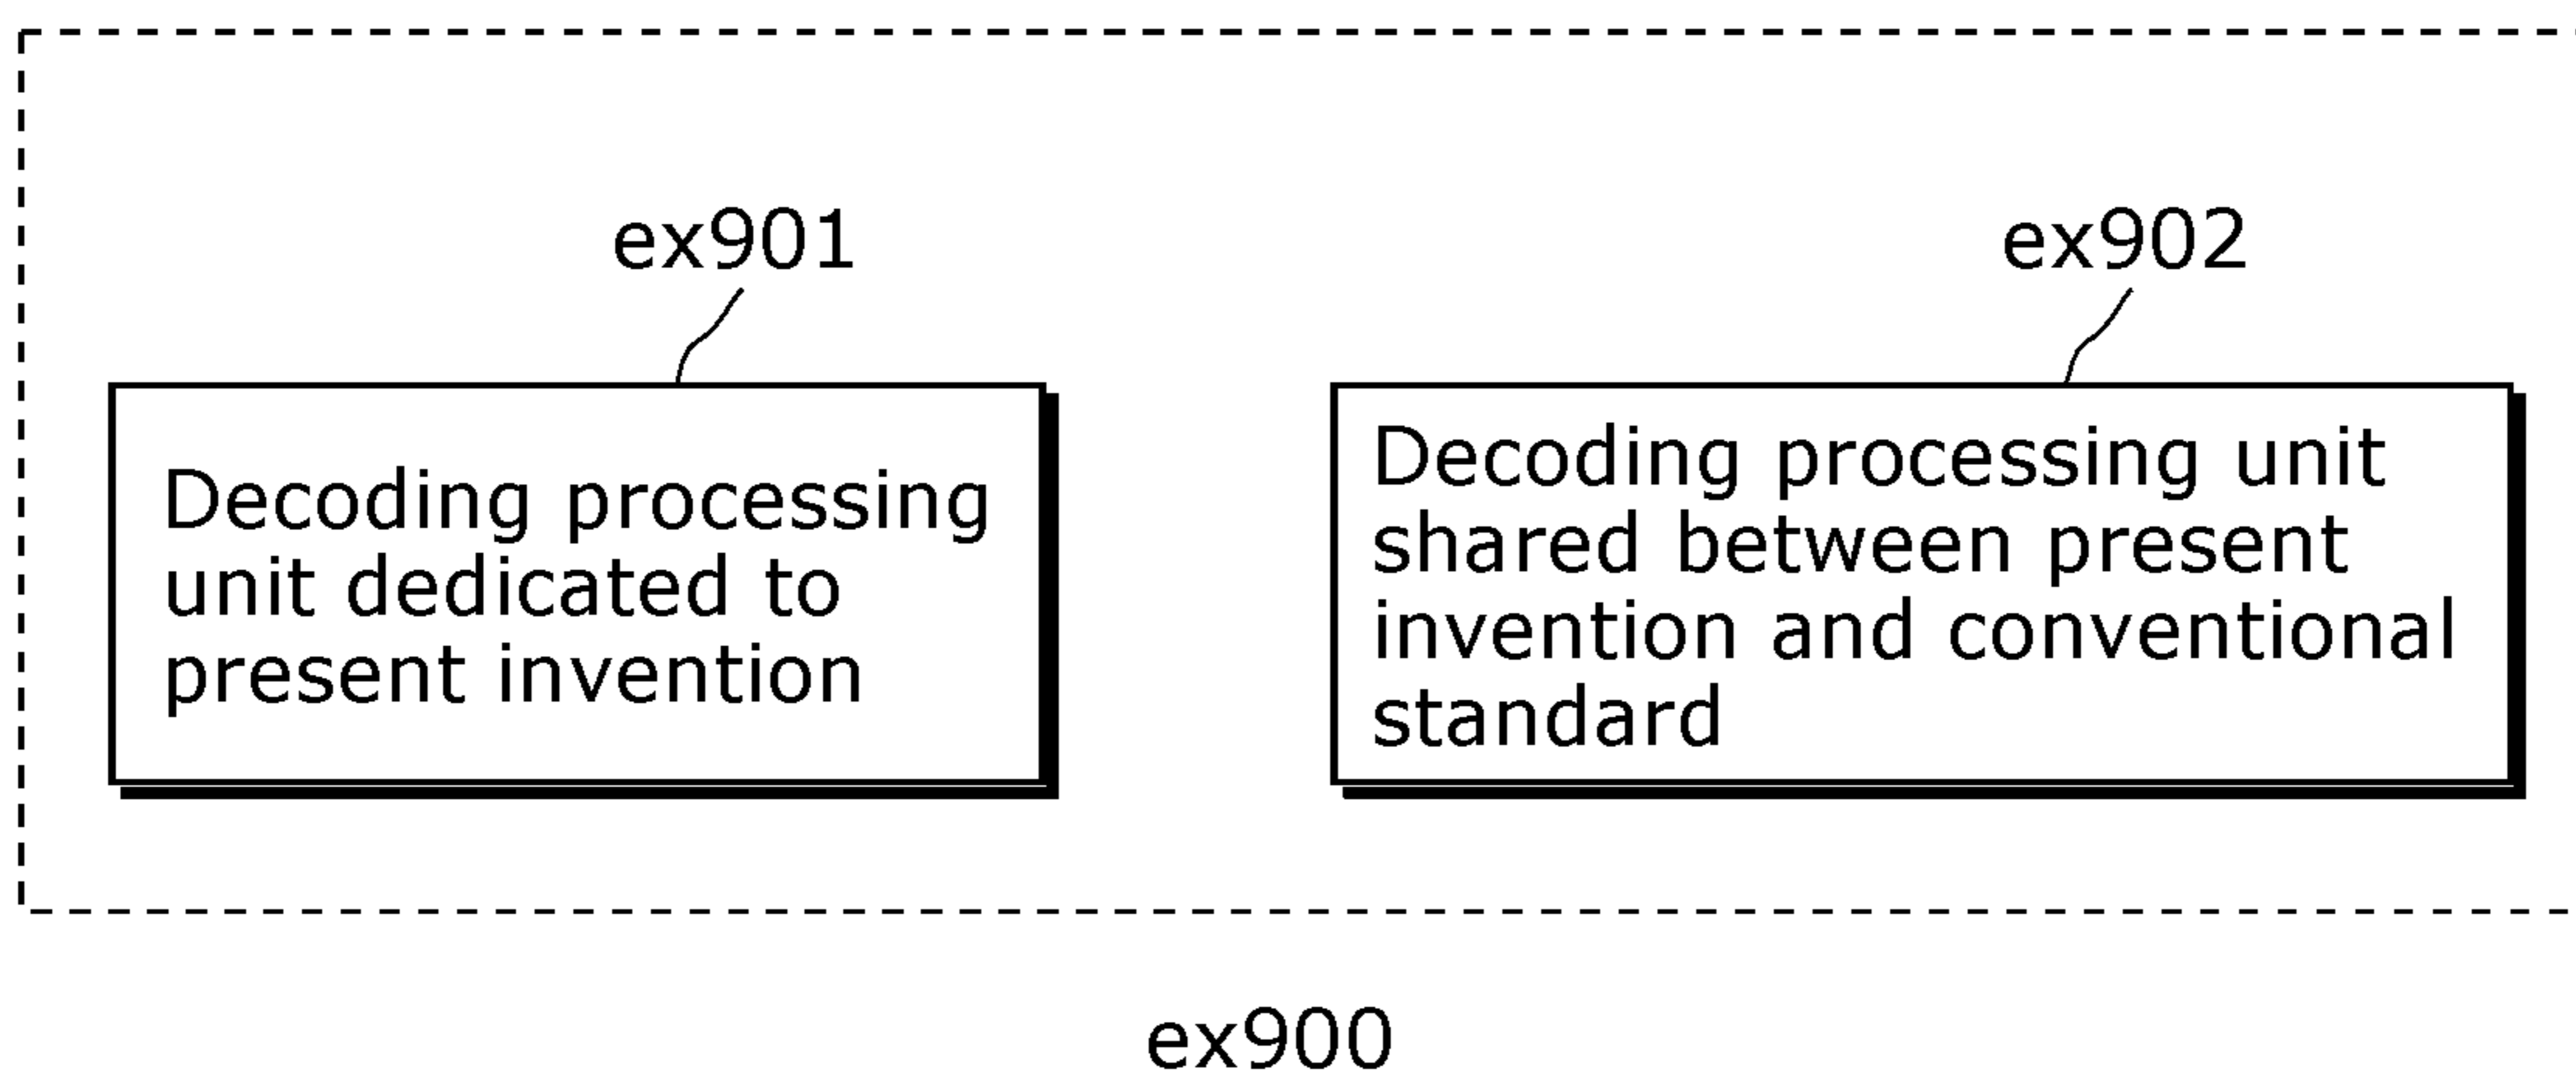 ex901
ex902
Decoding processing
unit dedicated to
present invention
Decoding processing unit
shared between present
invention and conventional
standard
ex900